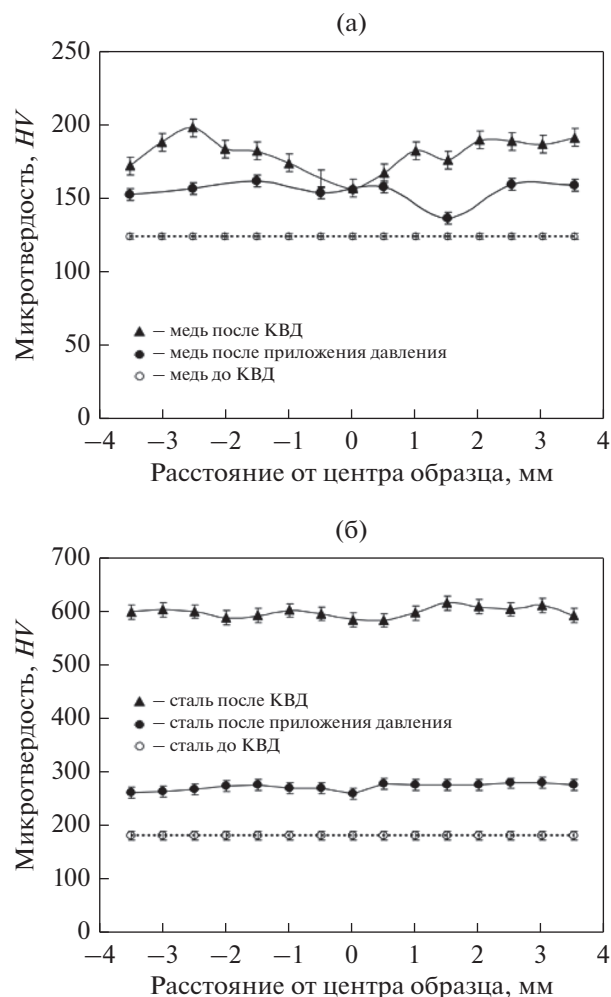 (а)
Микротвердость, HV
250
200
150
100
50
0
▲ – медь после КВД
● – медь после приложения давления
○ – медь до КВД
–4 –3 –2 –1 0 1 2 3 4
Расстояние от центра образца, мм
(б)
Микротвердость, HV
700
600
500
400
300
200
100
0
▲ – сталь после КВД
● – сталь после приложения давления
○ – сталь до КВД
–4 –3 –2 –1 0 1 2 3 4
Расстояние от центра образца, мм